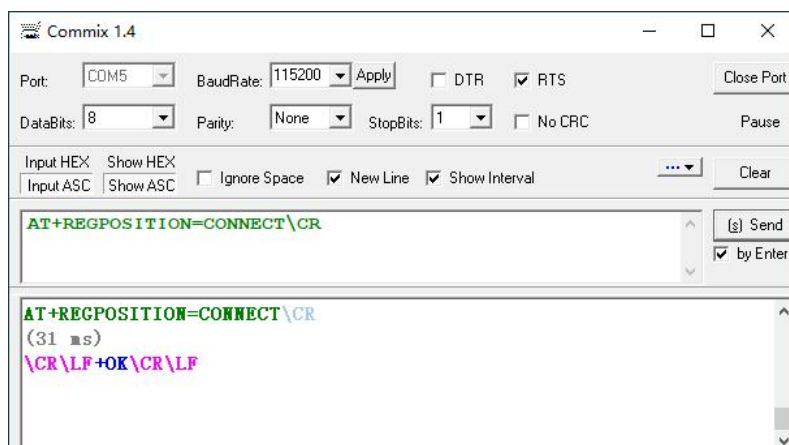 Commix 1.4
Port: COM5 BaudRate: 115200 Apply DTR RTS Close Port
DataBits: 8 Parity: None StopBits: 1 No CRC Pause
Input HEX Show HEX
Input ASC Show ASC Ignore Space New Line Show Interval ... Clear
AT+REGPOSITION=CONNECT\CR (s) Send
by Enter
AT+REGPOSITION=CONNECT\CR
(31 ms)
\CR\LF+OK\CR\LF